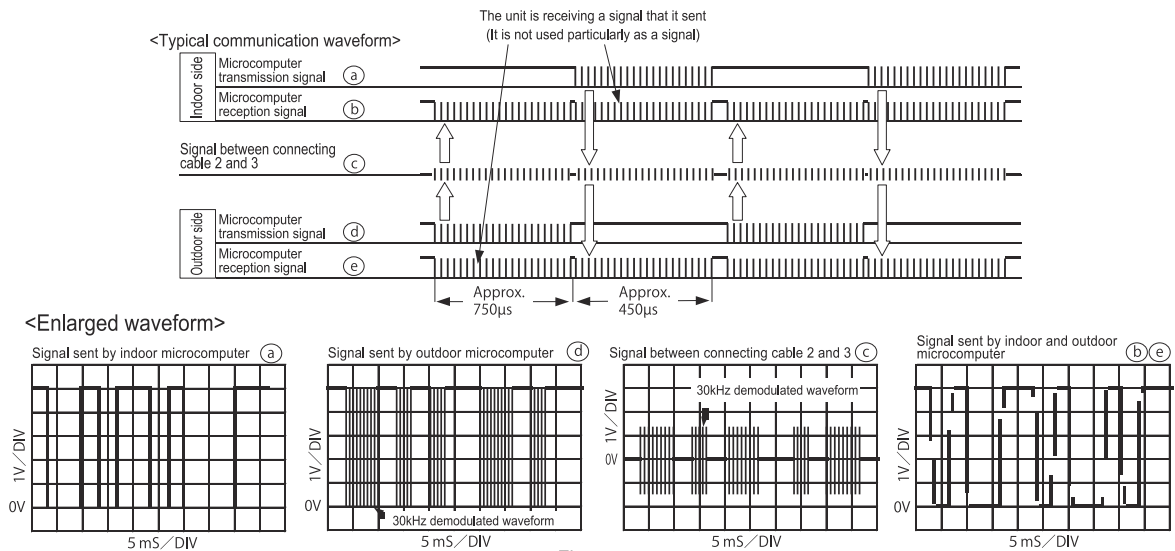 The unit is receiving a signal that it sent
(It is not used particularly as a signal)
<Typical communication waveform>
Indoor side
Microcomputer
transmission signal
a
Microcomputer
reception signal
b
Signal between connecting
cable 2 and 3
c
Outdoor side
Microcomputer
transmission signal
d
Microcomputer
reception signal
e
Approx.
750μs
Approx.
450μs
<Enlarged waveform>
Signal sent by indoor microcomputer a
1V/DIV
0V
5 mS/DIV
Signal sent by outdoor microcomputer d
1V/DIV
0V
30kHz demodulated waveform
5 mS/DIV
Signal between connecting cable 2 and 3 c
30kHz demodulated waveform
1V/DIV
0V
5 mS/DIV
Signal sent by indoor and outdoor
microcomputer b e
1V/DIV
0V
5 mS/DIV